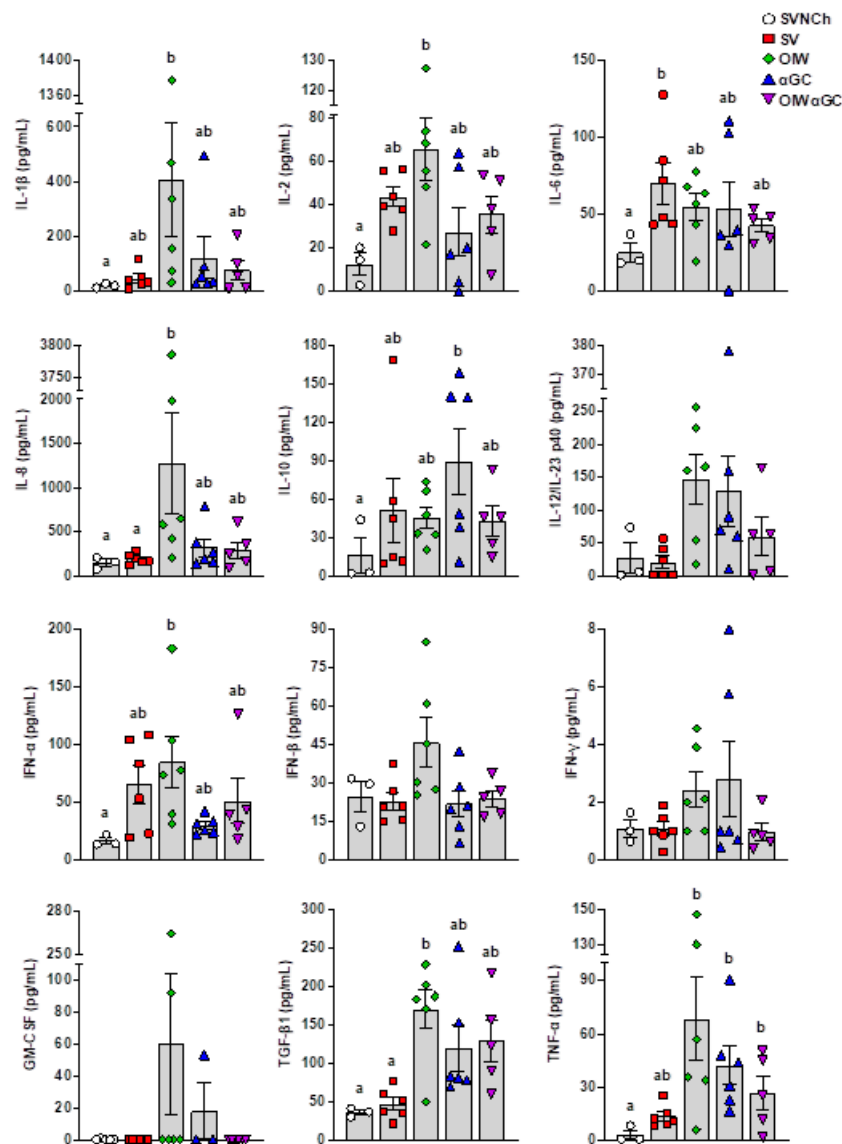 SVNCh
SV
OIW
αGC
OIWαGC
IL-1β (pg/mL)
1400
1360
600
400
200
0
a
ab
b
ab
ab
IL-2 (pg/mL)
130
120
80
60
40
20
0
a
ab
b
ab
ab
IL-6 (pg/mL)
150
100
50
0
a
b
ab
ab
ab
IL-8 (pg/mL)
3800
3750
2000
1500
1000
500
0
a
a
b
ab
ab
IL-10 (pg/mL)
180
150
120
90
60
30
0
a
ab
ab
b
ab
IL-12/IL-23 p40 (pg/mL)
380
370
250
200
150
100
50
0
IFN-α (pg/mL)
200
150
100
50
0
a
ab
b
ab
ab
IFN-β (pg/mL)
90
75
60
45
30
15
0
IFN-γ (pg/mL)
8
6
4
2
0
GM-CSF (pg/mL)
280
250
100
80
60
40
20
0
TGF-β1 (pg/mL)
300
250
200
150
100
50
0
a
a
b
ab
ab
TNF-α (pg/mL)
150
130
90
60
30
0
a
ab
b
b
b